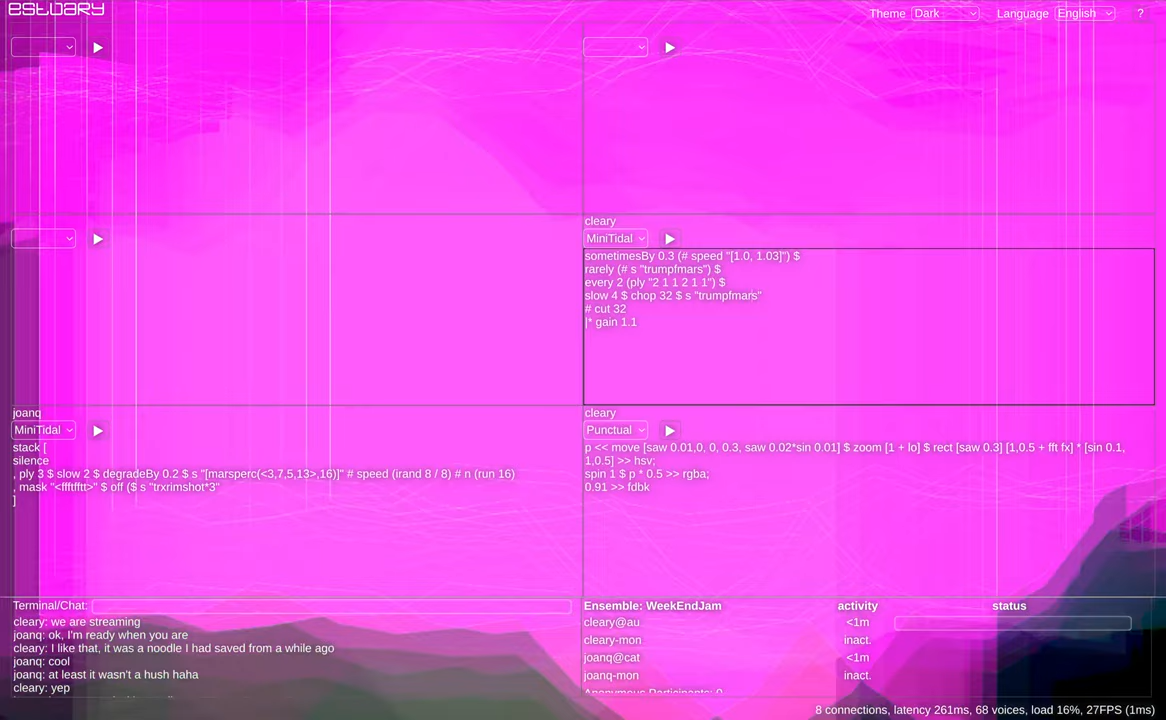 estuary
Theme Dark Language English ?
cleary
MiniTidal
sometimesBy 0.3 (# speed "[1.0, 1.03]") $
rarely (# s "trumpfmars") $
every 2 (ply "2 1 1 2 1 1") $
slow 4 $ chop 32 $ s "trumpfmars"
# cut 32
|* gain 1.1
joanq
MiniTidal
stack [
silence
, ply 3 $ slow 2 $ degradeBy 0.2 $ s "[marsperc(<3,7,5,13>,16)]" # speed (irand 8 / 8) # n (run 16)
, mask "<ffftfftt>" $ off ($ s "trxrimshot*3"
]
cleary
Punctual
p << move [saw 0.01,0, 0, 0.3, saw 0.02*sin 0.01] $ zoom [1 + lo] $ rect [saw 0.3] [1,0.5 + fft fx] * [sin 0.1,
1,0.5] >> hsv;
spin 1 $ p * 0.5 >> rgba;
0.91 >> fdbk
Terminal/Chat:
cleary: we are streaming
joanq: ok, I'm ready when you are
cleary: I like that, it was a noodle I had saved from a while ago
joanq: cool
joanq: at least it wasn't a hush haha
cleary: yep
Ensemble: WeekEndJam activity status
cleary@au <1m
cleary-mon inact.
joanq@cat <1m
joanq-mon inact.
Anonymous Participants: 0
8 connections, latency 261ms, 68 voices, load 16%, 27FPS (1ms)